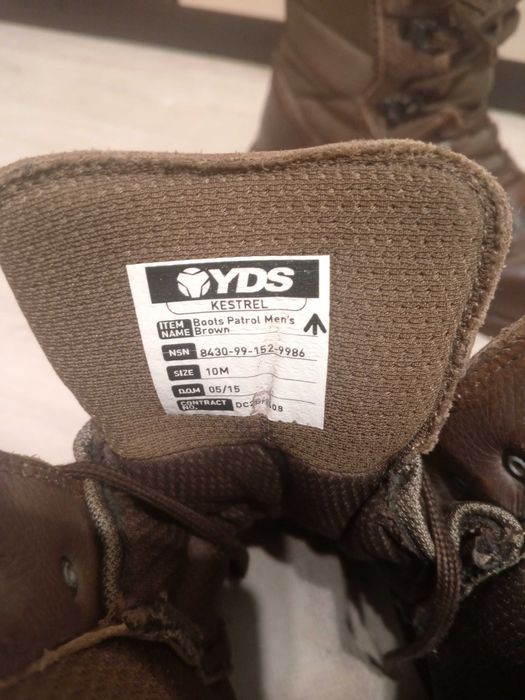 YDS
KESTREL
ITEM NAME Boots Patrol Men's Brown
NSN 8430-99-152-9986
SIZE 10M
D.O.M 05/15
CONTRACT NO.